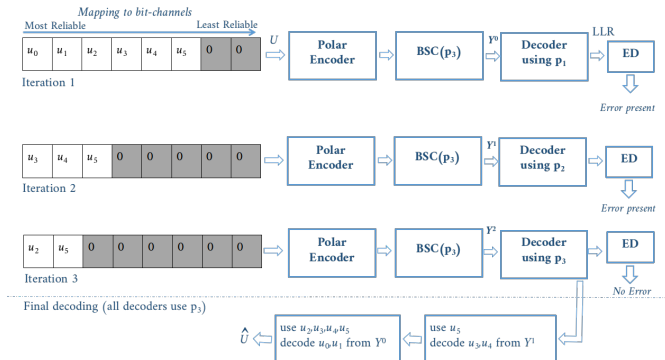 Mapping to bit-channels
Most Reliable Least Reliable
u₀ u₁ u₂ u₃ u₄ u₅ 0 0
U
Polar Encoder
BSC(p₃)
Y⁰
Decoder using p₁
LLR
ED
Error present
Iteration 1
u₃ u₄ u₅ 0 0 0 0 0
Polar Encoder
BSC(p₃)
Y¹
Decoder using p₂
ED
Error present
Iteration 2
u₂ u₅ 0 0 0 0 0 0
Polar Encoder
BSC(p₃)
Y²
Decoder using p₃
ED
No Error
Iteration 3
Final decoding (all decoders use p₃)
Û
use u₂,u₃,u₄,u₅
decode u₀,u₁ from Y⁰
use u₅
decode u₃,u₄ from Y¹